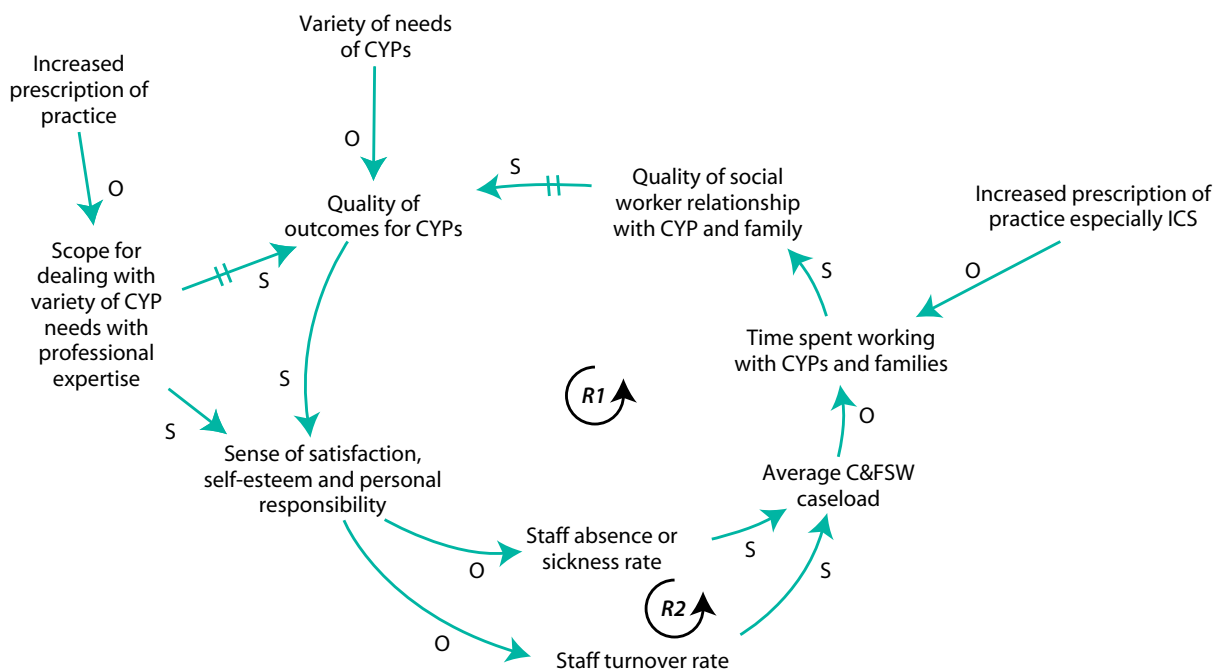 Variety of needs
of CYPs
Increased
prescription of
practice
O
O
S
Quality of
outcomes for CYPs
Quality of social
worker relationship
with CYP and family
Increased prescription of
practice especially ICS
Scope for
dealing with
variety of CYP
needs with
professional
expertise
S
S
O
Time spent working
with CYPs and families
S
R1
O
S
Sense of satisfaction,
self-esteem and personal
responsibility
Average C&FSW
caseload
Staff absence or
sickness rate
O
S
S
R2
O
Staff turnover rate